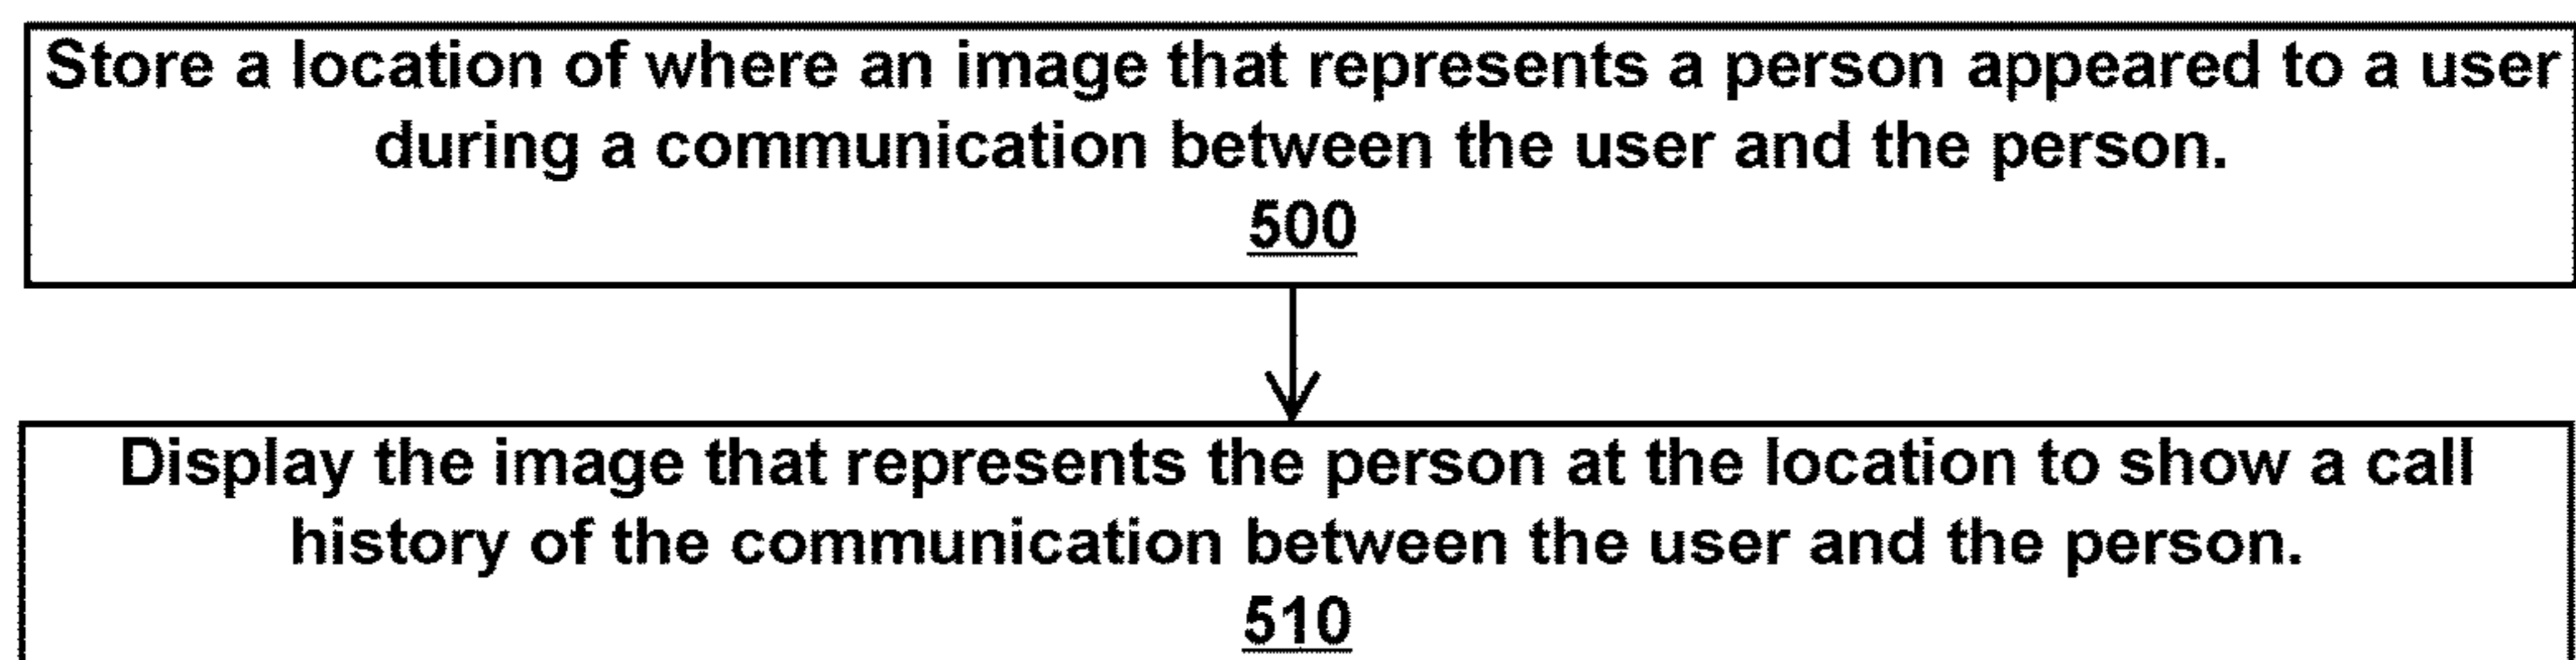 Store a location of where an image that represents a person appeared to a user
during a communication between the user and the person.
500
Display the image that represents the person at the location to show a call
history of the communication between the user and the person.
510